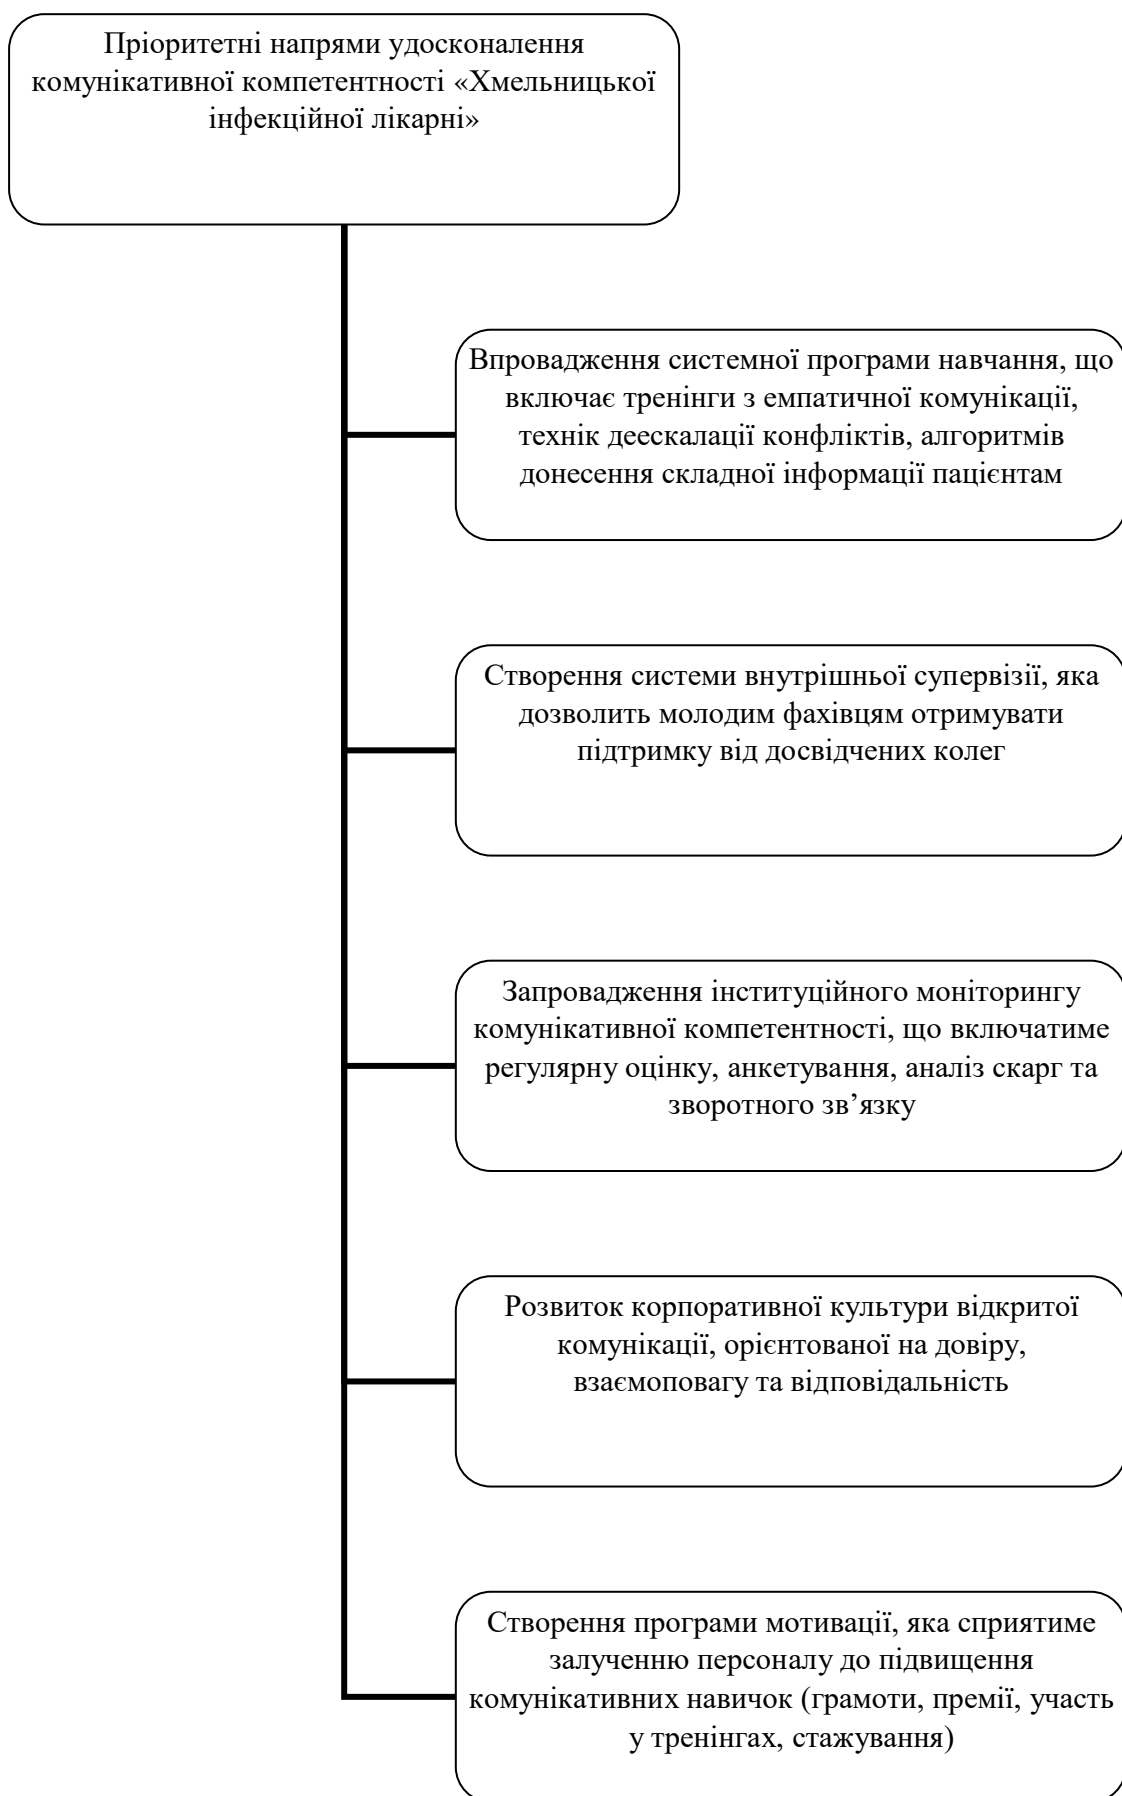 Пріоритетні напрями удосконалення
комунікативної компетентності «Хмельницької
інфекційної лікарні»
Впровадження системної програми навчання, що
включає тренінги з емпатичної комунікації,
технік деескалації конфліктів, алгоритмів
донесення складної інформації пацієнтам
Створення системи внутрішньої супервізії, яка
дозволить молодим фахівцям отримувати
підтримку від досвідчених колег
Запровадження інституційного моніторингу
комунікативної компетентності, що включатиме
регулярну оцінку, анкетування, аналіз скарг та
зворотного зв’язку
Розвиток корпоративної культури відкритої
комунікації, орієнтованої на довіру,
взаємоповагу та відповідальність
Створення програми мотивації, яка сприятиме
залученню персоналу до підвищення
комунікативних навичок (грамоти, премії, участь
у тренінгах, стажування)